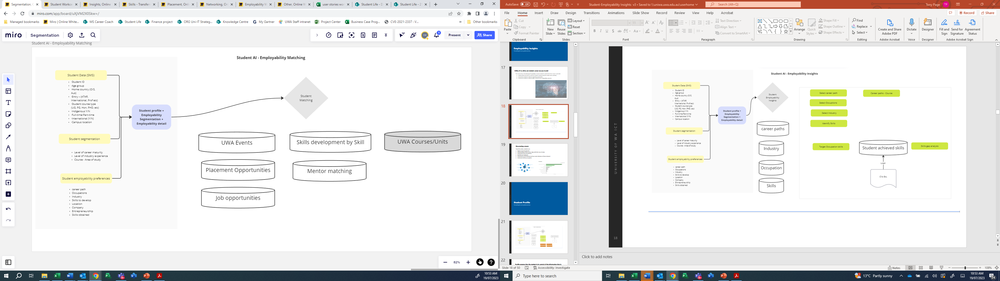 Segmentation, O
Student Workce
Insights, Online
Skills - Transferr
Placement, Onli
Networking, On
Employability W
Other, Online W
user stories wor
Student Life - D
Student Life - 2
miro.com/app/board/uXjVM2X0Skw=/
Managed bookmarks
Miro | Online White...
MS Career Coach
Student Life
Finance project
ORG Uni-IT Strateg...
Knowledge Centre
My Gartner
UWA Staff intranet
Project Center
Business Case Prog...
CVE-2021-2337 : V...
Other bookmarks
miro
Segmentation
TP
1
Present
Share
Student AI - Employability Matching
Student AI - Employability Matching
Student Data (SMS)
· Student ID
· Age group
· Home country (O/S,
Aus)
· Entry – (ATAR,
International, Prof etc)
· Student course type
(UG, PG, Hon, PHD, etc)
· Indigenous Y/N
· Full-time/Part-time
· International (Y/N)
· Campus location
Student segmentation
Level of career maturity
Level of industry experience
Course - Area of study
Student employability preferences
career path
Occupations
Industry
Skills to develop
Location
Company
Entrepreneurship
Skills obtained
Student profile +
Employability
Segmentation +
Employability detail
Student
Matching
UWA Events
Skills development by Skill
UWA Courses/Units
Placement Opportunities
Mentor matching
Job opportunities
82%
10:53 AM
19/07/2023
AutoSave
Off
Student-Employability Insights v3 • Saved to \\uniwa.uwa.edu.au\userhome
Search (Alt+Q)
Tony Page
TP
File
Home
Insert
Draw
Design
Transitions
Animations
Slide Show
Record
Review
View
Help
Acrobat
Record
Share
Paste
Cut
Copy
Format Painter
Clipboard
New
Slide
Reuse
Slides
Layout
Reset
Section
Slides
11
Font
Text Direction
Align Text
Convert to SmartArt
Paragraph
Arrange
Quick
Styles
Shape Fill
Shape Outline
Shape Effects
Drawing
Find
Replace
Select
Editing
Create and Share
Adobe PDF
Adobe Acrobat
Dictate
Voice
Designer
Designer
Fill and
Sign
Send for
Signature
Agreement
Status
Adobe Acrobat Sign
Employability Insights
17
Utilise AI to drive out student career success model
18
19
Discovering careers
20
Student Profile
21
22
UNIVERSITY OF WA ICT
18
Student AI - Employability Insights
Student Data (SMS)
Student ID
Age group
Home country (O/S,
Aus)
Entry – (ATAR,
International, Prof etc)
Student course type
(UG, PG, Hon, PHD, etc)
Indigenous Y/N
Full-time/Part-time
International (Y/N)
Campus location
Student segmentation
Level of career maturity
Level of industry experience
Course - Area of study
Student employability preferences
career path
Occupations
Industry
Skills to develop
Location
Company
Entrepreneurship
Skills obtained
Student profile +
Employability
Segmentation +
Employability detail
Student
Employability
Insights
career paths
Industry
Occupation
Skills
Select career path
Career paths - Course
Select Occuptions
Select Industry
Identify Skills
Target Occupation skills
Student achieved skills
Skills gap analysis
Load
CVs Etc.
Click to add notes
Slide 18 of 50
Accessibility: Investigate
Notes
108%
Type here to search
13°C Partly sunny
10:53 AM
19/07/2023